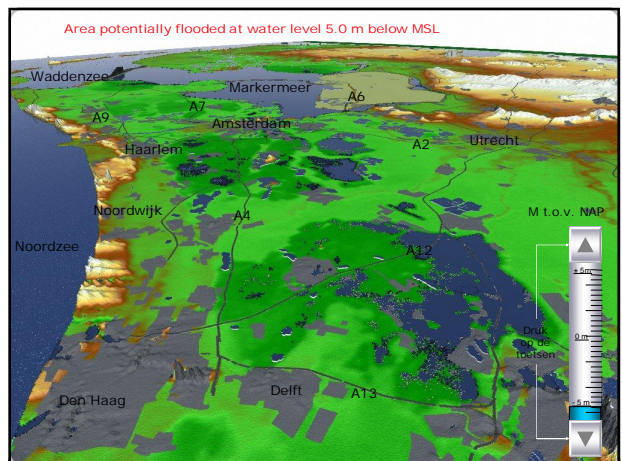 Area potentially flooded at water level 5.0 m below MSL
Waddenzee
Markermeer
A6
A7
A9
Amsterdam
A2
Utrecht
Haarlem
Noordwijk
A4
M t.o.v. NAP
Noordzee
A12
+ 5m
Druk
op de
toetsen
0 m
- 5 m
Delft
A13
Den Haag